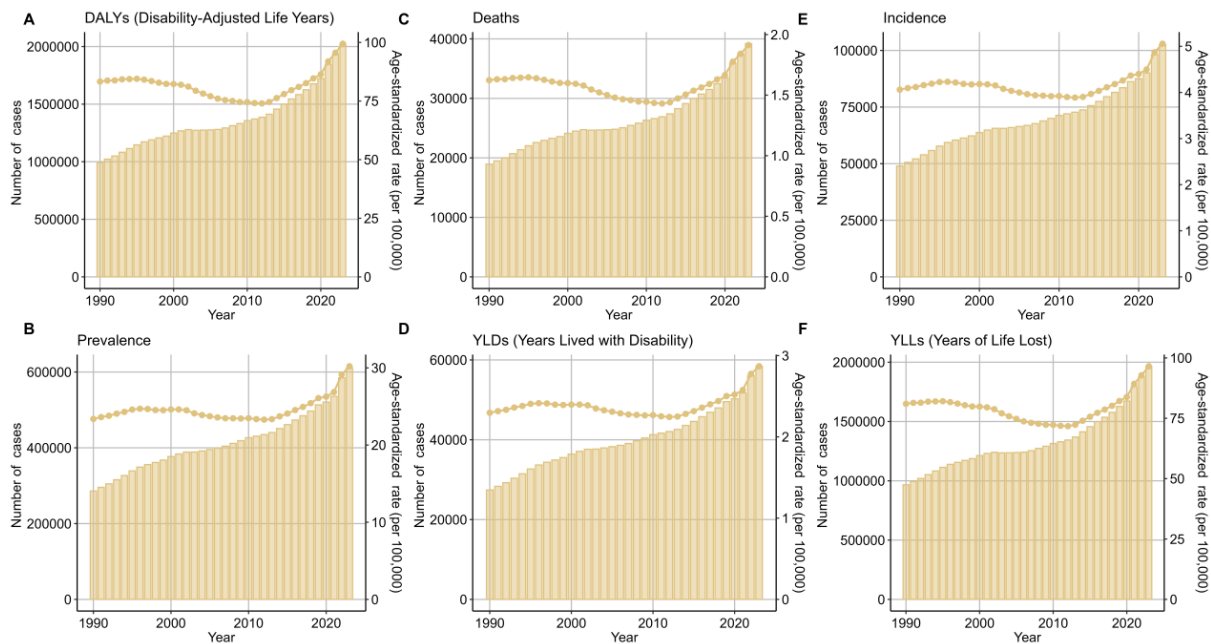 A
DALYs (Disability-Adjusted Life Years)
2000000
1500000
1000000
500000
0
Number of cases
100
75
50
25
0
Age-standardized rate (per 100,000)
1990
2000
2010
2020
Year
C
Deaths
40000
30000
20000
10000
0
Number of cases
2.0
1.5
1.0
0.5
0.0
Age-standardized rate (per 100,000)
1990
2000
2010
2020
Year
E
Incidence
100000
75000
50000
25000
0
Number of cases
5
4
3
2
1
0
Age-standardized rate (per 100,000)
1990
2000
2010
2020
Year
B
Prevalence
600000
400000
200000
0
Number of cases
30
20
10
0
Age-standardized rate (per 100,000)
1990
2000
2010
2020
Year
D
YLDs (Years Lived with Disability)
60000
40000
20000
0
Number of cases
3
2
1
0
Age-standardized rate (per 100,000)
1990
2000
2010
2020
Year
F
YLLs (Years of Life Lost)
2000000
1500000
1000000
500000
0
Number of cases
100
75
50
25
0
Age-standardized rate (per 100,000)
1990
2000
2010
2020
Year